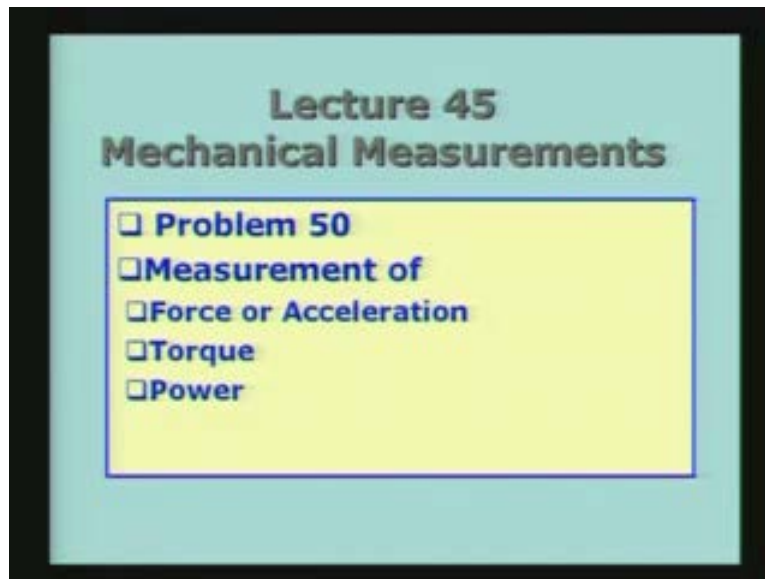 Lecture 45
Mechanical Measurements
❑ Problem 50
❑Measurement of
❑Force or Acceleration
❑Torque
❑Power